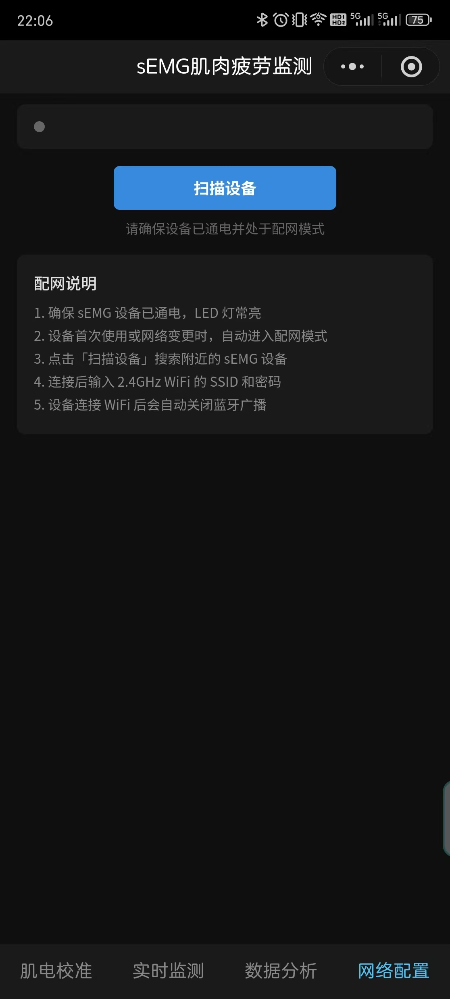 22:06
HD1 HD2 5G 5G 75
sEMG肌肉疲劳监测
扫描设备
请确保设备已通电并处于配网模式
配网说明
1. 确保 sEMG 设备已通电，LED 灯常亮
2. 设备首次使用或网络变更时，自动进入配网模式
3. 点击「扫描设备」搜索附近的 sEMG 设备
4. 连接后输入 2.4GHz WiFi 的 SSID 和密码
5. 设备连接 WiFi 后会自动关闭蓝牙广播
肌电校准 实时监测 数据分析 网络配置